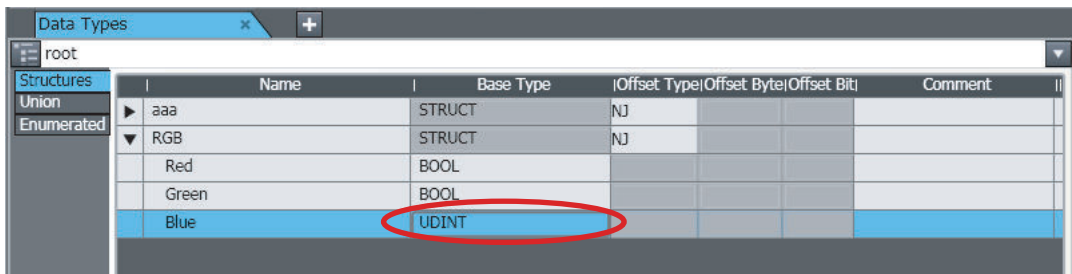 Data Types × +
root
Structures
Union
Enumerated
Name Base Type Offset Type Offset Byte Offset Bit Comment
aaa STRUCT NJ
RGB STRUCT NJ
Red BOOL
Green BOOL
Blue UDINT